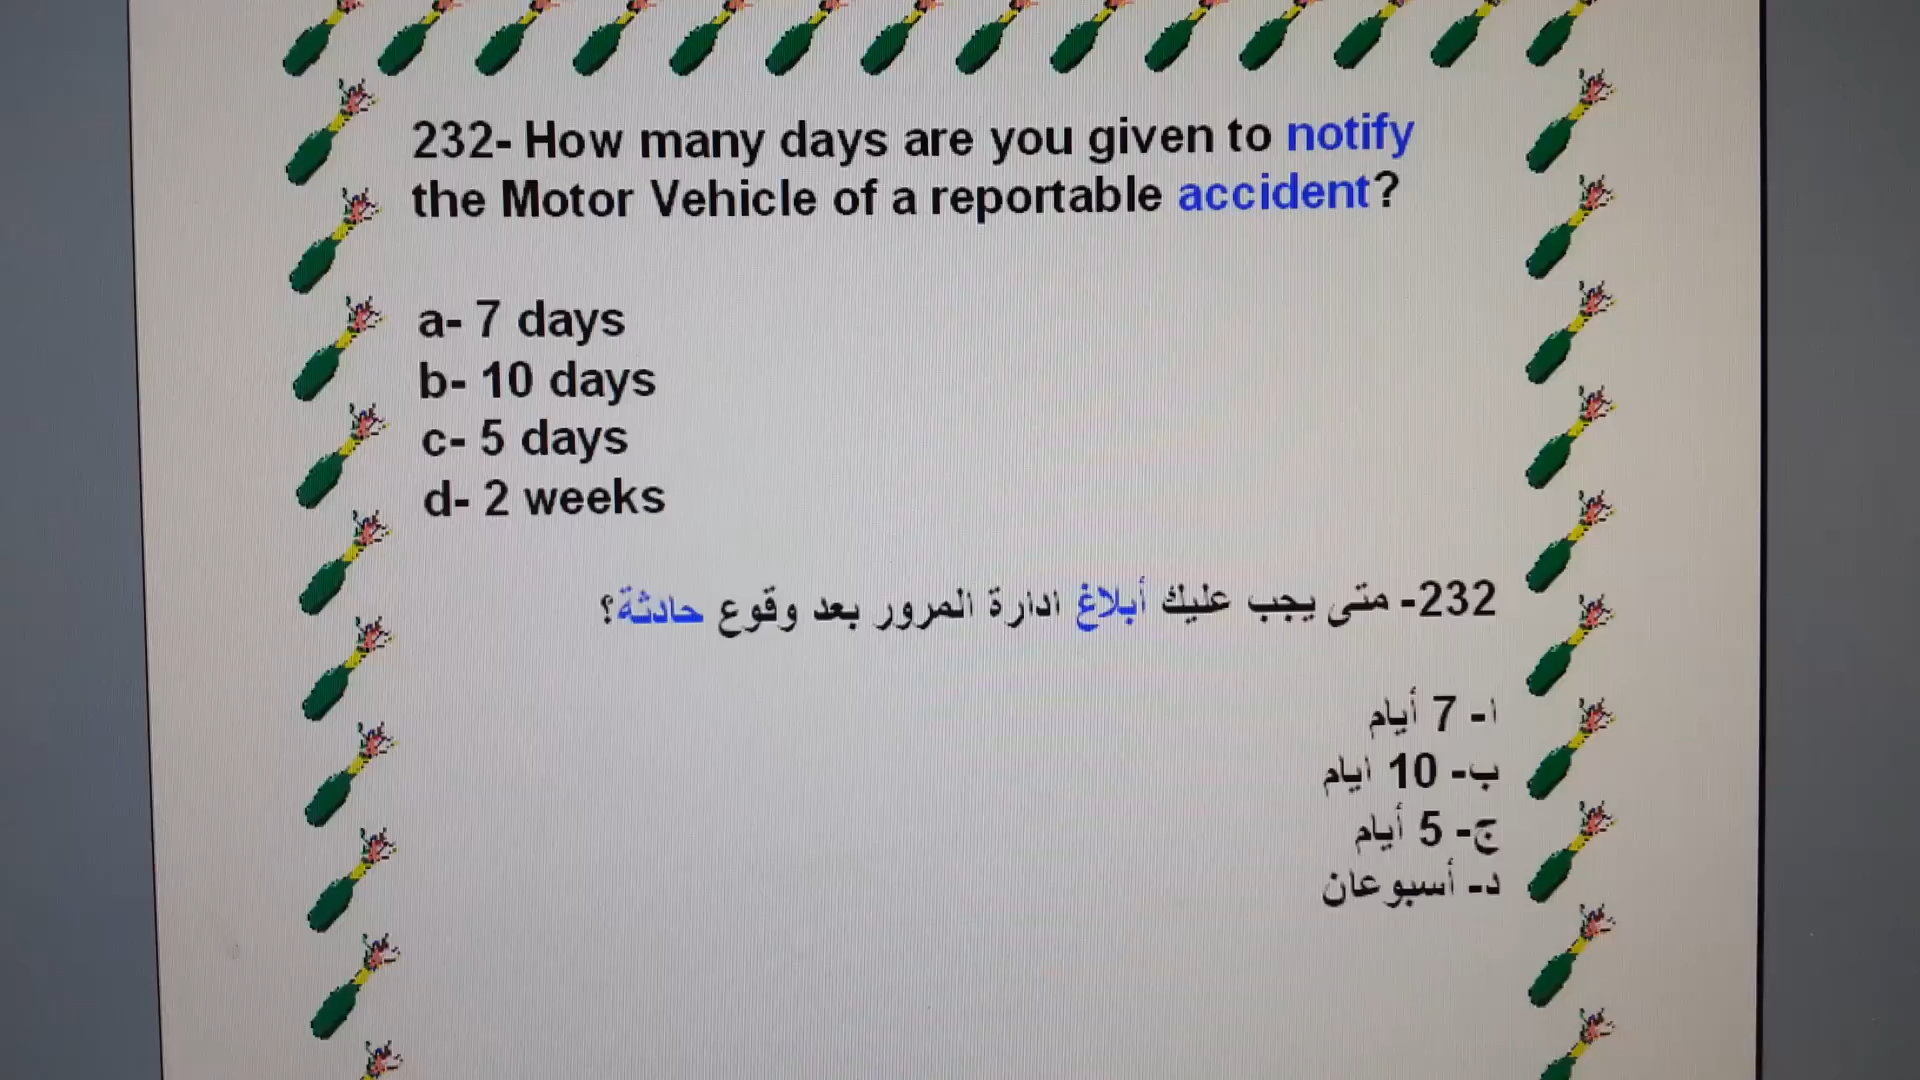 232- How many days are you given to notify
the Motor Vehicle of a reportable accident?
a- 7 days
b- 10 days
c- 5 days
d- 2 weeks
232- متى يجب عليك أبلاغ ادارة المرور بعد وقوع حادثة؟
ا- 7 أيام
ب- 10 ايام
ج- 5 أيام
د- أسبوعان